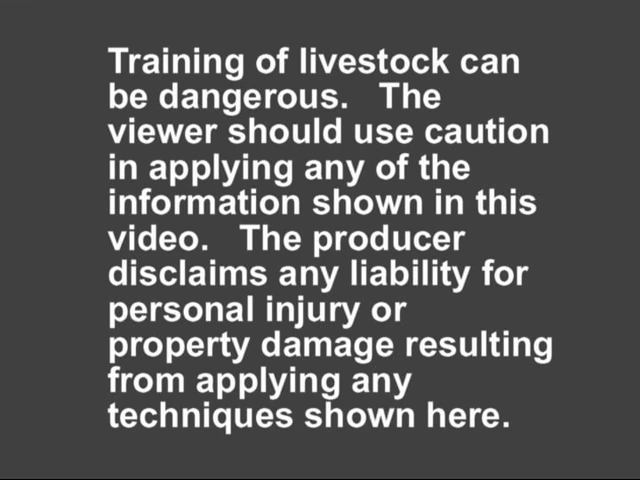 Training of livestock can
be dangerous.   The
viewer should use caution
in applying any of the
information shown in this
video.   The producer
disclaims any liability for
personal injury or
property damage resulting
from applying any
techniques shown here.